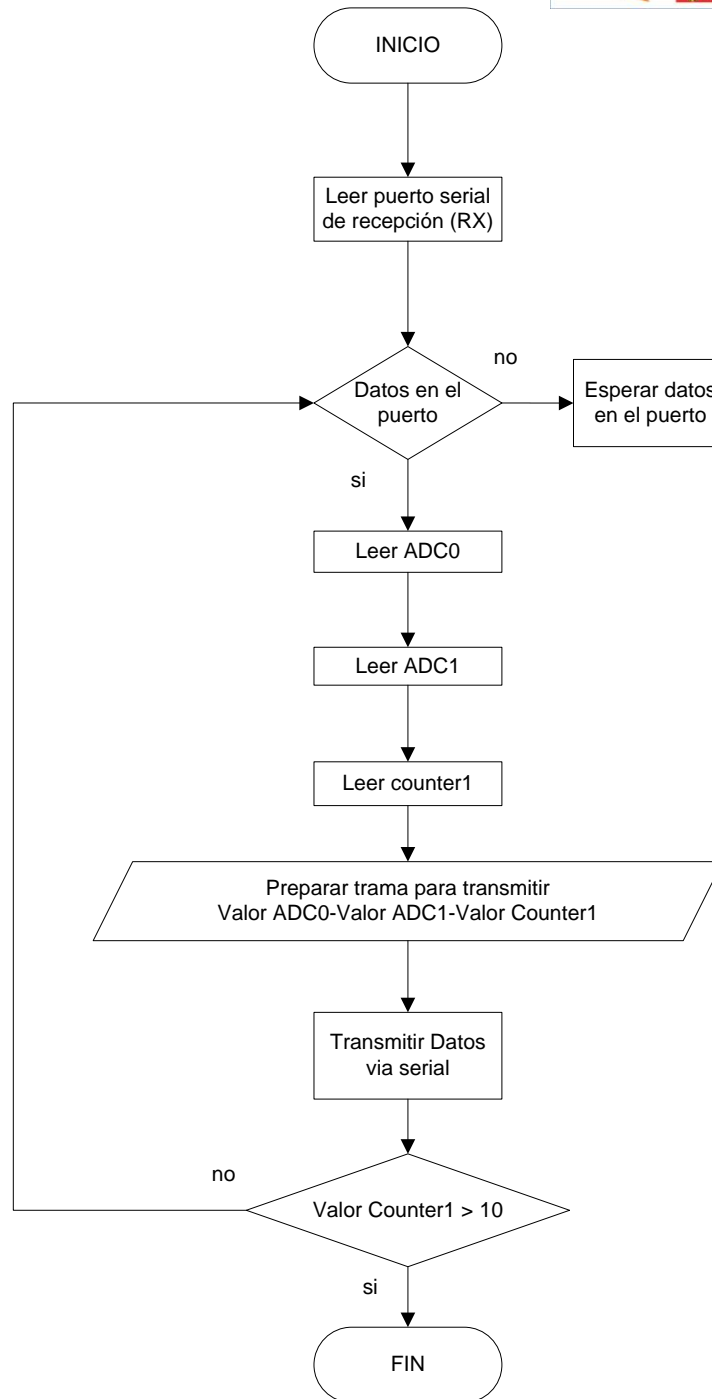 INICIO
Leer puerto serial
de recepción (RX)
Datos en el
puerto
no
Esperar datos
en el puerto
si
Leer ADC0
Leer ADC1
Leer counter1
Preparar trama para transmitir
Valor ADC0-Valor ADC1-Valor Counter1
Transmitir Datos
via serial
no
Valor Counter1 > 10
si
FIN